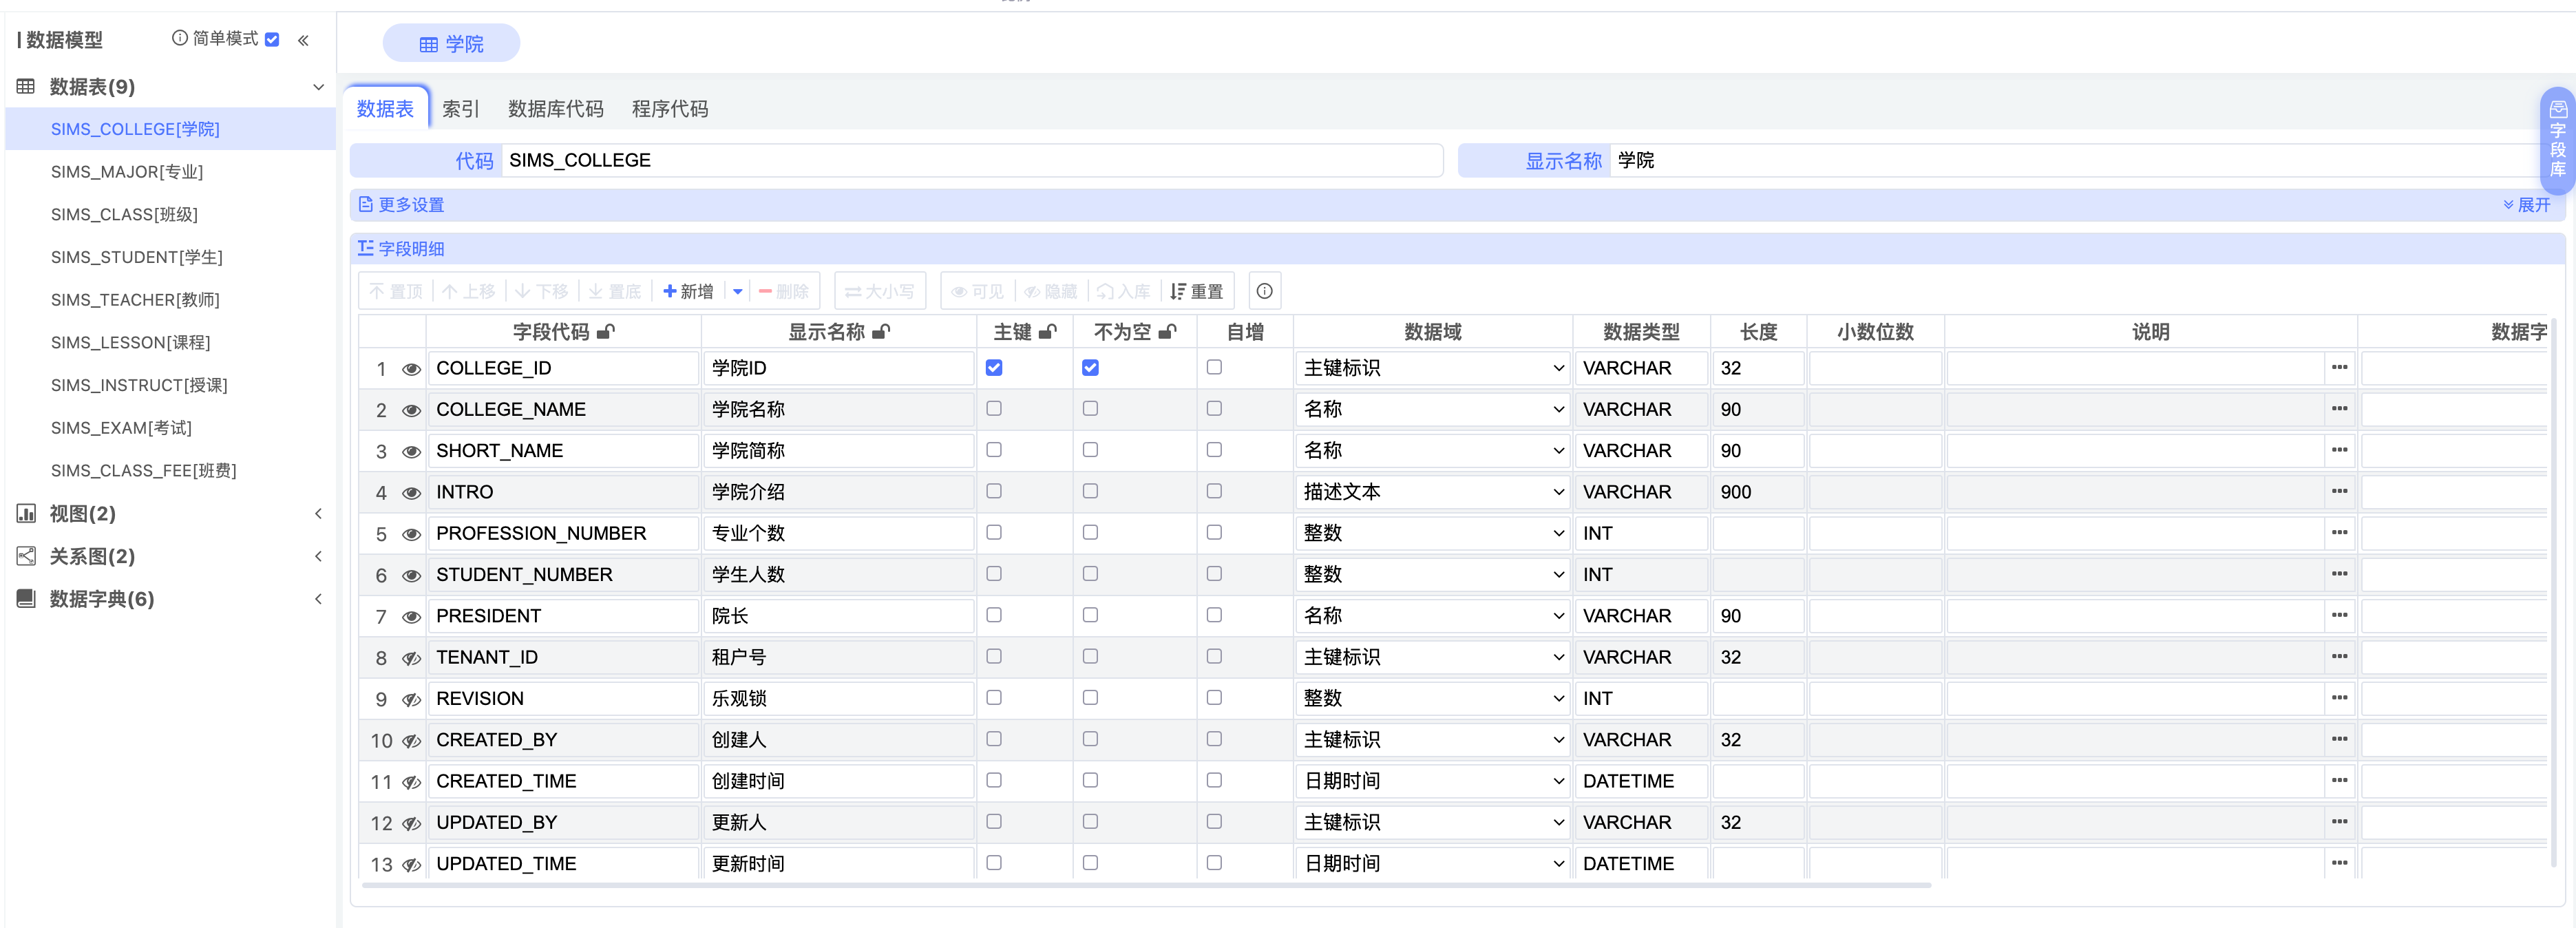 数据模型 简单模式
数据表(9)
SIMS_COLLEGE[学院]
SIMS_MAJOR[专业]
SIMS_CLASS[班级]
SIMS_STUDENT[学生]
SIMS_TEACHER[教师]
SIMS_LESSON[课程]
SIMS_INSTRUCT[授课]
SIMS_EXAM[考试]
SIMS_CLASS_FEE[班费]
视图(2)
关系图(2)
数据字典(6)
学院
数据表 索引 数据库代码 程序代码
代码 SIMS_COLLEGE 显示名称 学院
更多设置 展开
字段明细
置顶 上移 下移 置底 新增 删除 大小写 可见 隐藏 入库 重置
字段代码 显示名称 主键 不为空 自增 数据域 数据类型 长度 小数位数 说明 数据字
1 COLLEGE_ID 学院ID 主键标识 VARCHAR 32
2 COLLEGE_NAME 学院名称 名称 VARCHAR 90
3 SHORT_NAME 学院简称 名称 VARCHAR 90
4 INTRO 学院介绍 描述文本 VARCHAR 900
5 PROFESSION_NUMBER 专业个数 整数 INT
6 STUDENT_NUMBER 学生人数 整数 INT
7 PRESIDENT 院长 名称 VARCHAR 90
8 TENANT_ID 租户号 主键标识 VARCHAR 32
9 REVISION 乐观锁 整数 INT
10 CREATED_BY 创建人 主键标识 VARCHAR 32
11 CREATED_TIME 创建时间 日期时间 DATETIME
12 UPDATED_BY 更新人 主键标识 VARCHAR 32
13 UPDATED_TIME 更新时间 日期时间 DATETIME
字段库